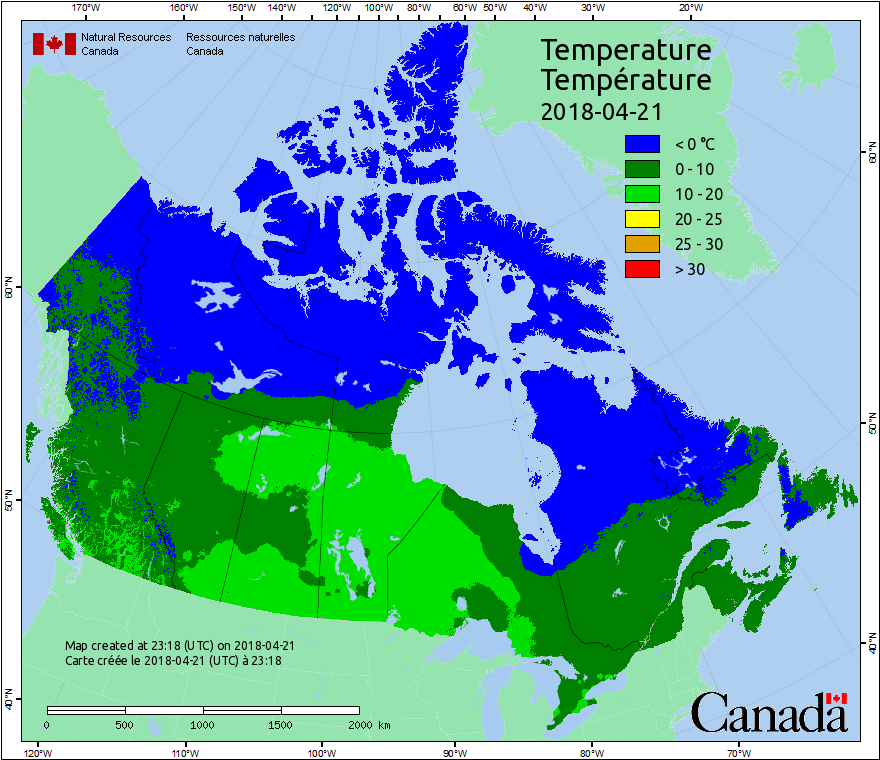 170°W 160°W 150°W 140°W 130°W 120°W 110°W 100°W 90°W 80°W 60°W 50°W 40°W 30°W 20°W
Natural Resources Ressources naturelles
Canada Canada
Temperature
Température
2018-04-21
< 0 °C
0 - 10
10 - 20
20 - 25
25 - 30
> 30
60°N
60°N
50°N
50°N
40°N
40°N
Map created at 23:18 (UTC) on 2018-04-21
Carte créée le 2018-04-21 (UTC) à 23:18
0 500 1000 1500 2000 km
Canada
120°W 110°W 100°W 90°W 80°W 70°W